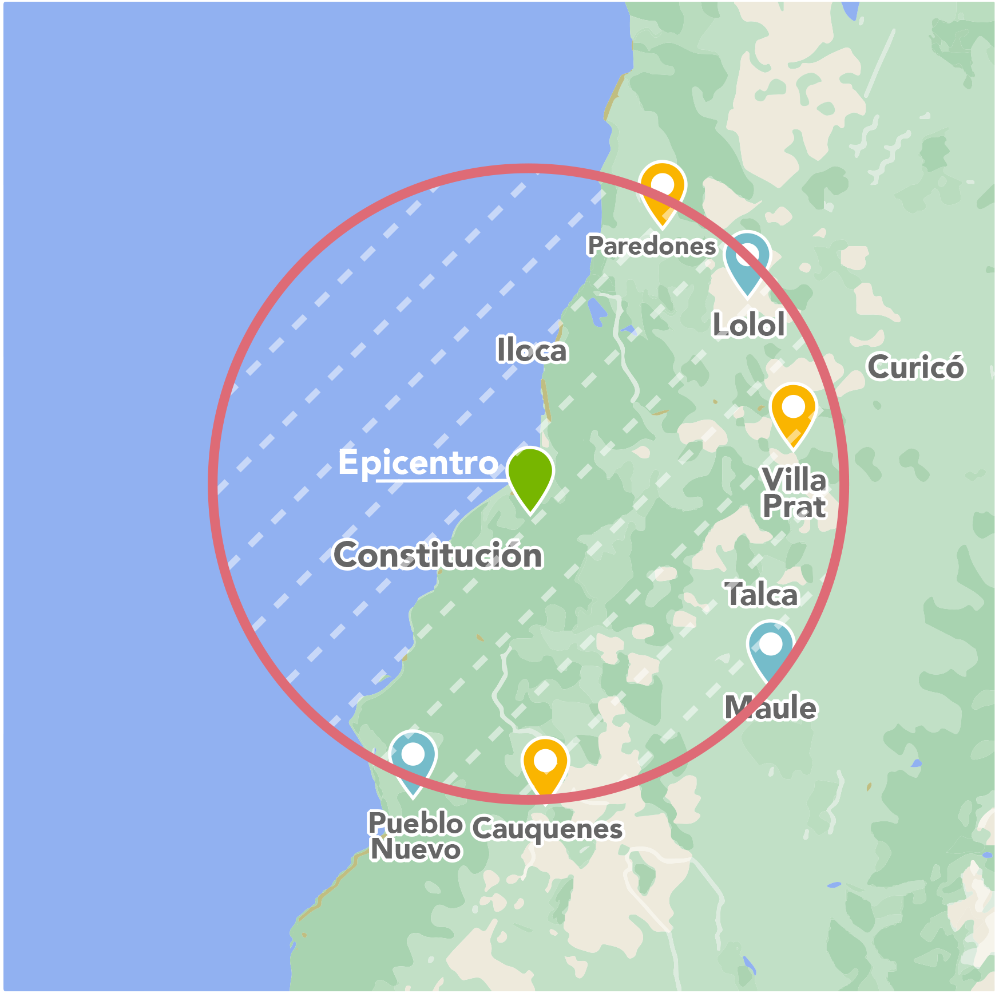 Paredones
Lolol
Iloca
Curicó
Epicentro
Villa
Prat
Constitución
Talca
Maule
Pueblo
Nuevo
Cauquenes